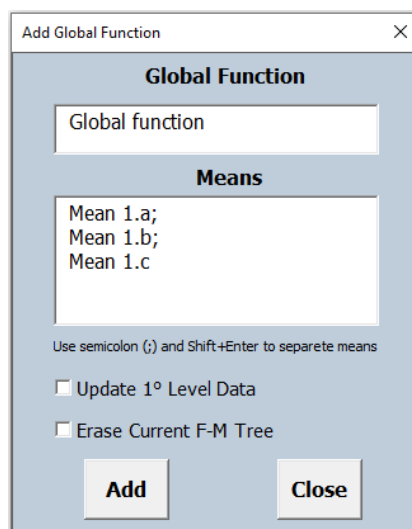 Add Global Function
Global Function
Global function
Means
Mean 1.a;
Mean 1.b;
Mean 1.c
Use semicolon (;) and Shift+Enter to separete means
Update 1º Level Data
Erase Current F-M Tree
Add
Close